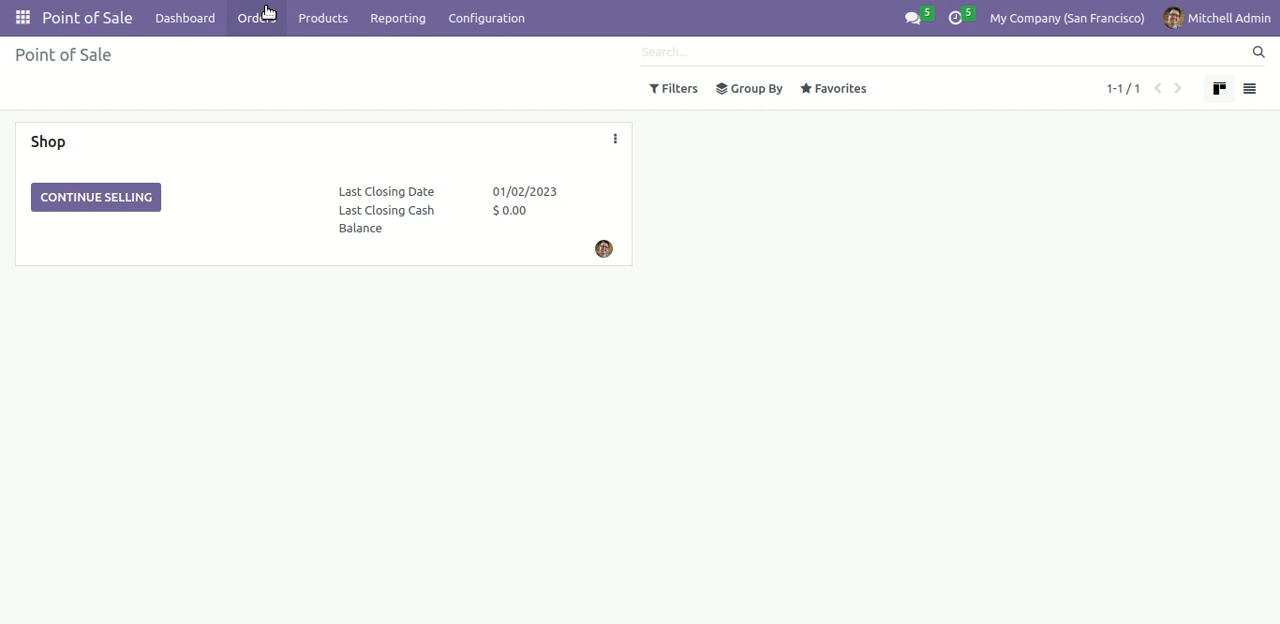 Point of Sale Dashboard Products Reporting Configuration 5 5 My Company (San Francisco) Mitchell Admin
Point of Sale
Search...
Filters Group By Favorites 1-1 / 1
Shop
CONTINUE SELLING
Last Closing Date 01/02/2023
Last Closing Cash $ 0.00
Balance